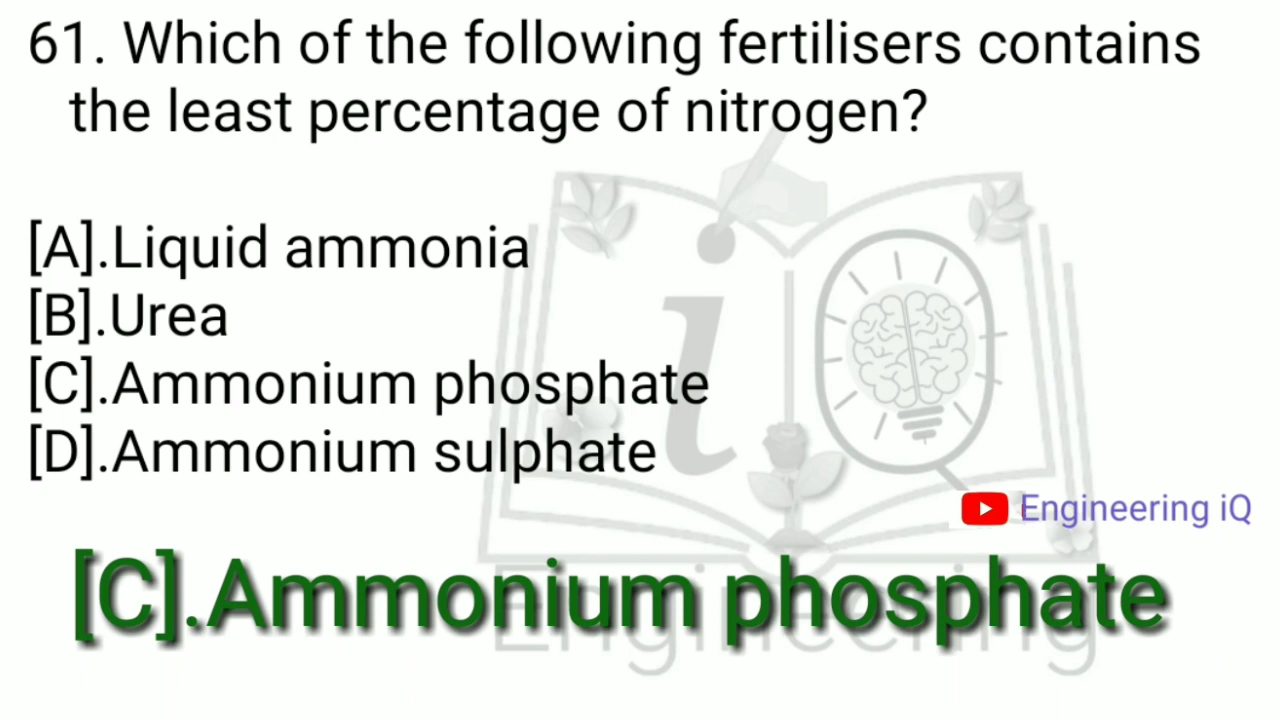 61. Which of the following fertilisers contains
the least percentage of nitrogen?
[A].Liquid ammonia
[B].Urea
[C].Ammonium phosphate
[D].Ammonium sulphate
Engineering iQ
[C].Ammonium phosphate
Engineering